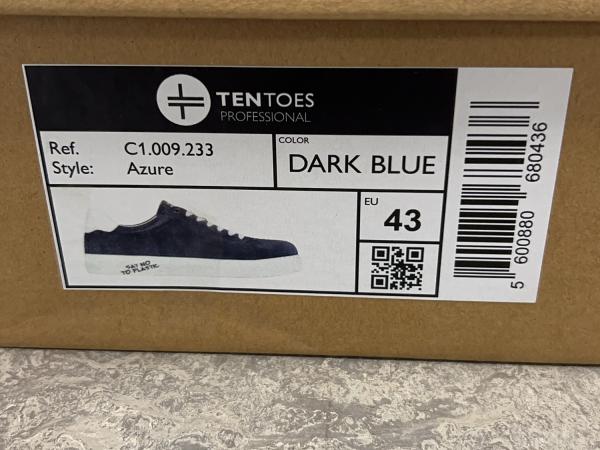 TENTOES
PROFESSIONAL
Ref. C1.009.233
Style: Azure
COLOR
DARK BLUE
SAY NO
TO PLASTIC
EU
43
5 600880 680436